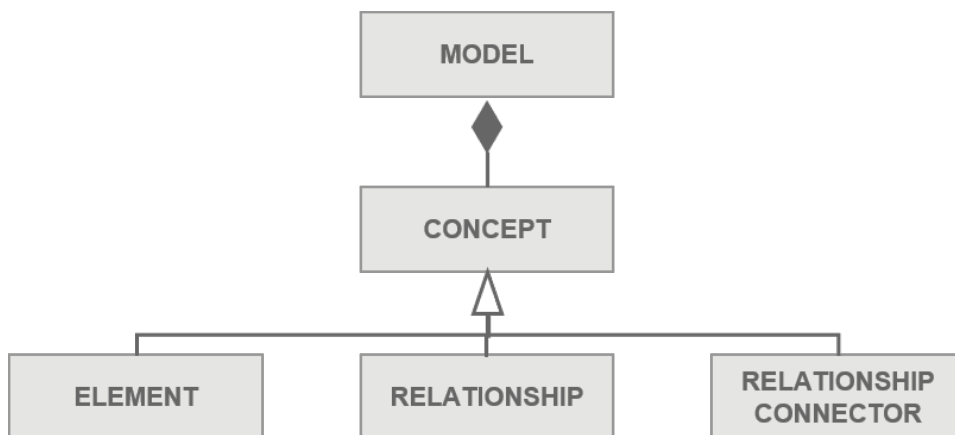 MODEL
CONCEPT
ELEMENT
RELATIONSHIP
RELATIONSHIP
CONNECTOR